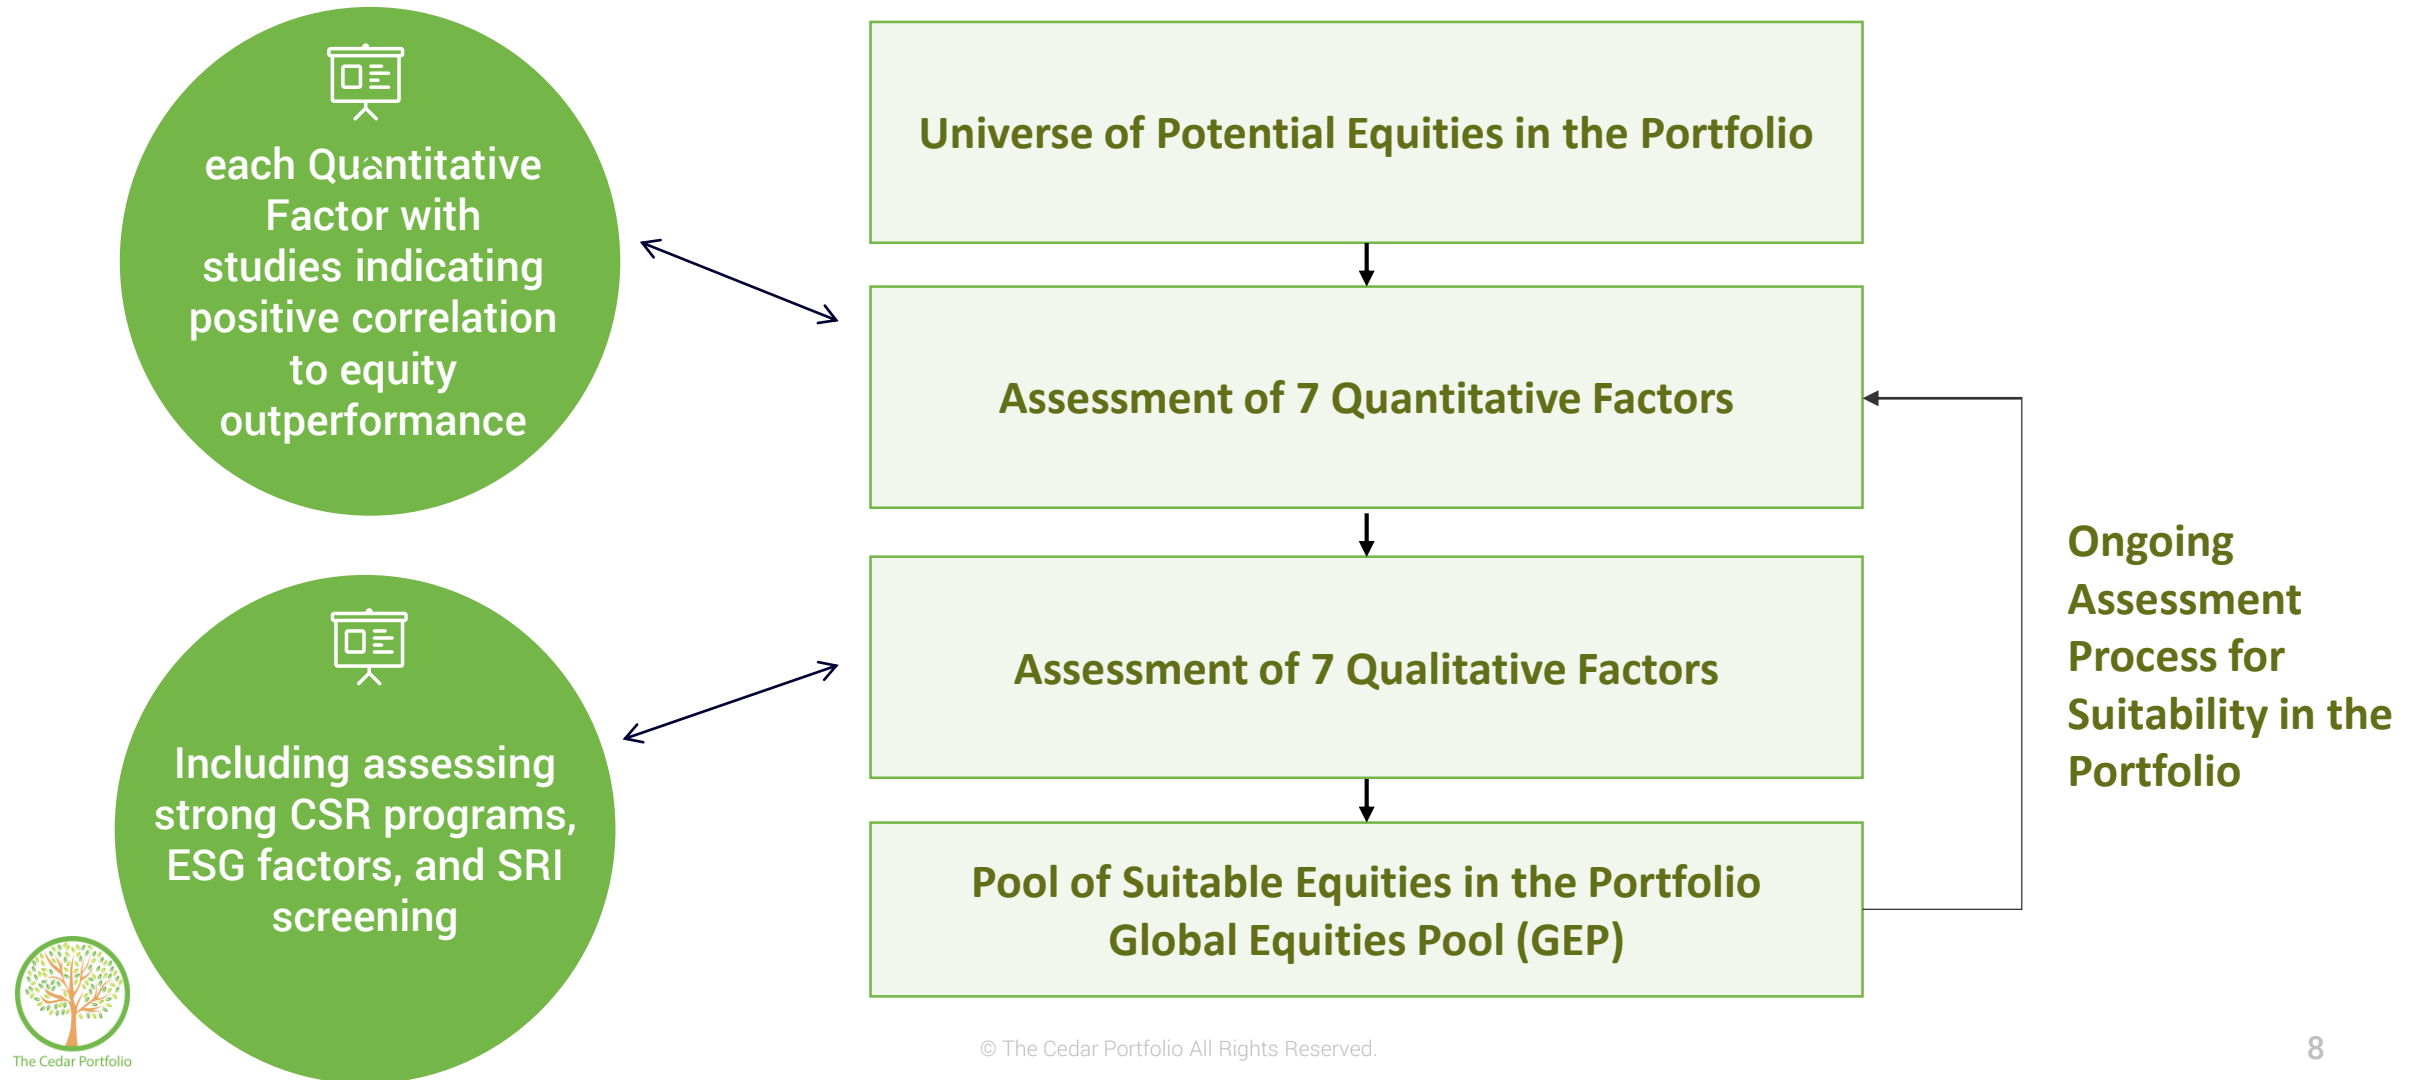 each Quantitative
Factor with
studies indicating
positive correlation
to equity
outperformance
Including assessing
strong CSR programs,
ESG factors, and SRI
screening
Universe of Potential Equities in the Portfolio
Assessment of 7 Quantitative Factors
Assessment of 7 Qualitative Factors
Pool of Suitable Equities in the Portfolio
Global Equities Pool (GEP)
Ongoing
Assessment
Process for
Suitability in the
Portfolio
The Cedar Portfolio
© The Cedar Portfolio All Rights Reserved.
8